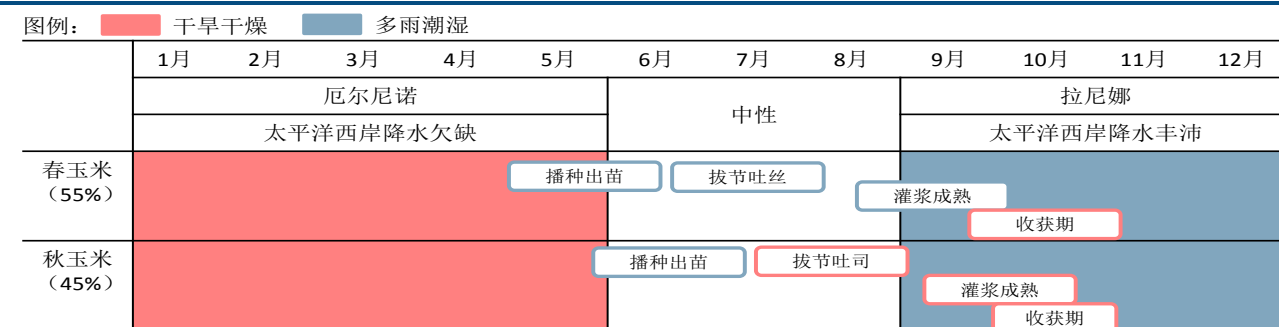 图例： 干旱干燥 多雨潮湿
1月 2月 3月 4月 5月 6月 7月 8月 9月 10月 11月 12月
厄尔尼诺 中性 拉尼娜
太平洋西岸降水欠缺 太平洋西岸降水丰沛
春玉米 播种出苗 拔节吐丝
（55%） 灌浆成熟
收获期
秋玉米 播种出苗 拔节吐司
（45%） 灌浆成熟
收获期